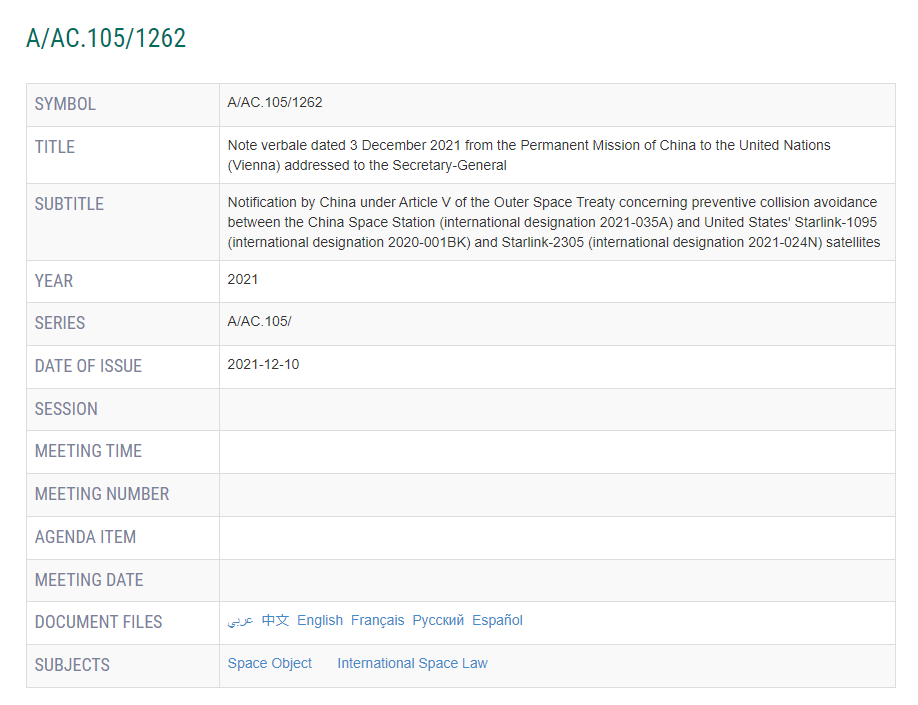 A/AC.105/1262
SYMBOL A/AC.105/1262
TITLE Note verbale dated 3 December 2021 from the Permanent Mission of China to the United Nations
(Vienna) addressed to the Secretary-General
SUBTITLE Notification by China under Article V of the Outer Space Treaty concerning preventive collision avoidance
between the China Space Station (international designation 2021-035A) and United States' Starlink-1095
(international designation 2020-001BK) and Starlink-2305 (international designation 2021-024N) satellites
YEAR 2021
SERIES A/AC.105/
DATE OF ISSUE 2021-12-10
SESSION
MEETING TIME
MEETING NUMBER
AGENDA ITEM
MEETING DATE
DOCUMENT FILES عربي 中文 English Français Русский Español
SUBJECTS Space Object International Space Law